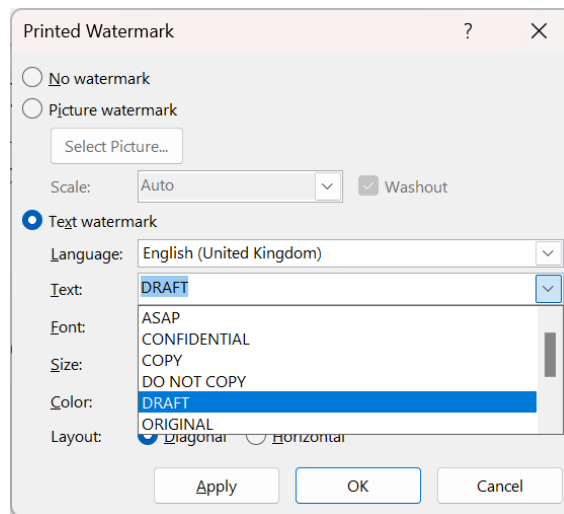 Printed Watermark ?
No watermark
Picture watermark
Select Picture...
Scale: Auto Washout
Text watermark
Language: English (United Kingdom)
Text: DRAFT
ASAP
Font:
CONFIDENTIAL
COPY
Size:
DO NOT COPY
Color: DRAFT
ORIGINAL
Layout: Diagonal Horizontal
Apply OK Cancel